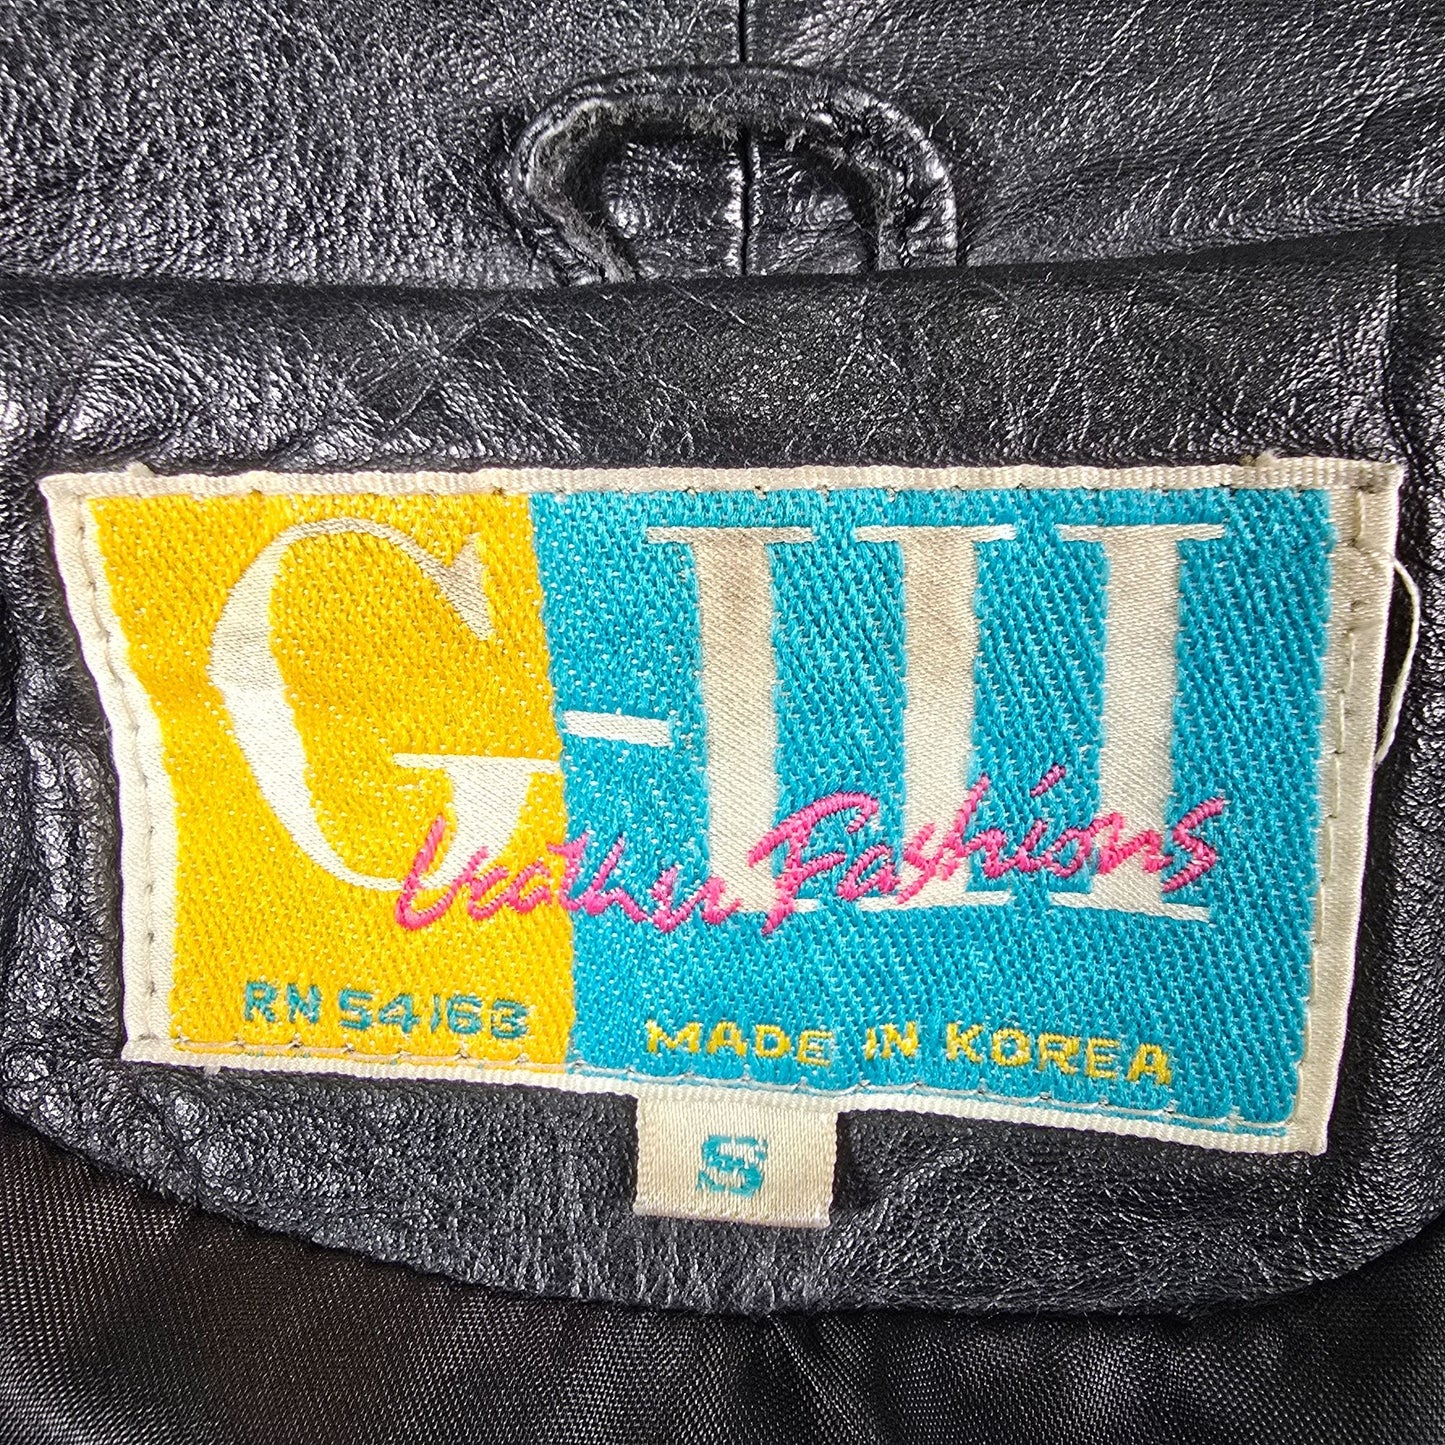 G-III
Leather Fashions
RN 54163
MADE IN KOREA
S